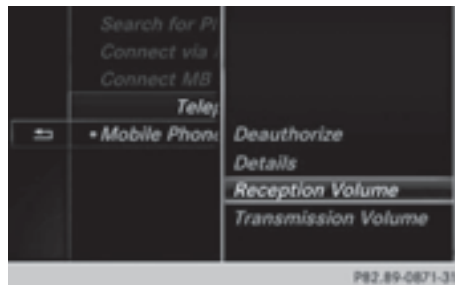 Search for P
Connect via
Connect MB
Telep
• Mobile Phone
Deauthorize
Details
Reception Volume
Transmission Volume
P82.89-0871-31